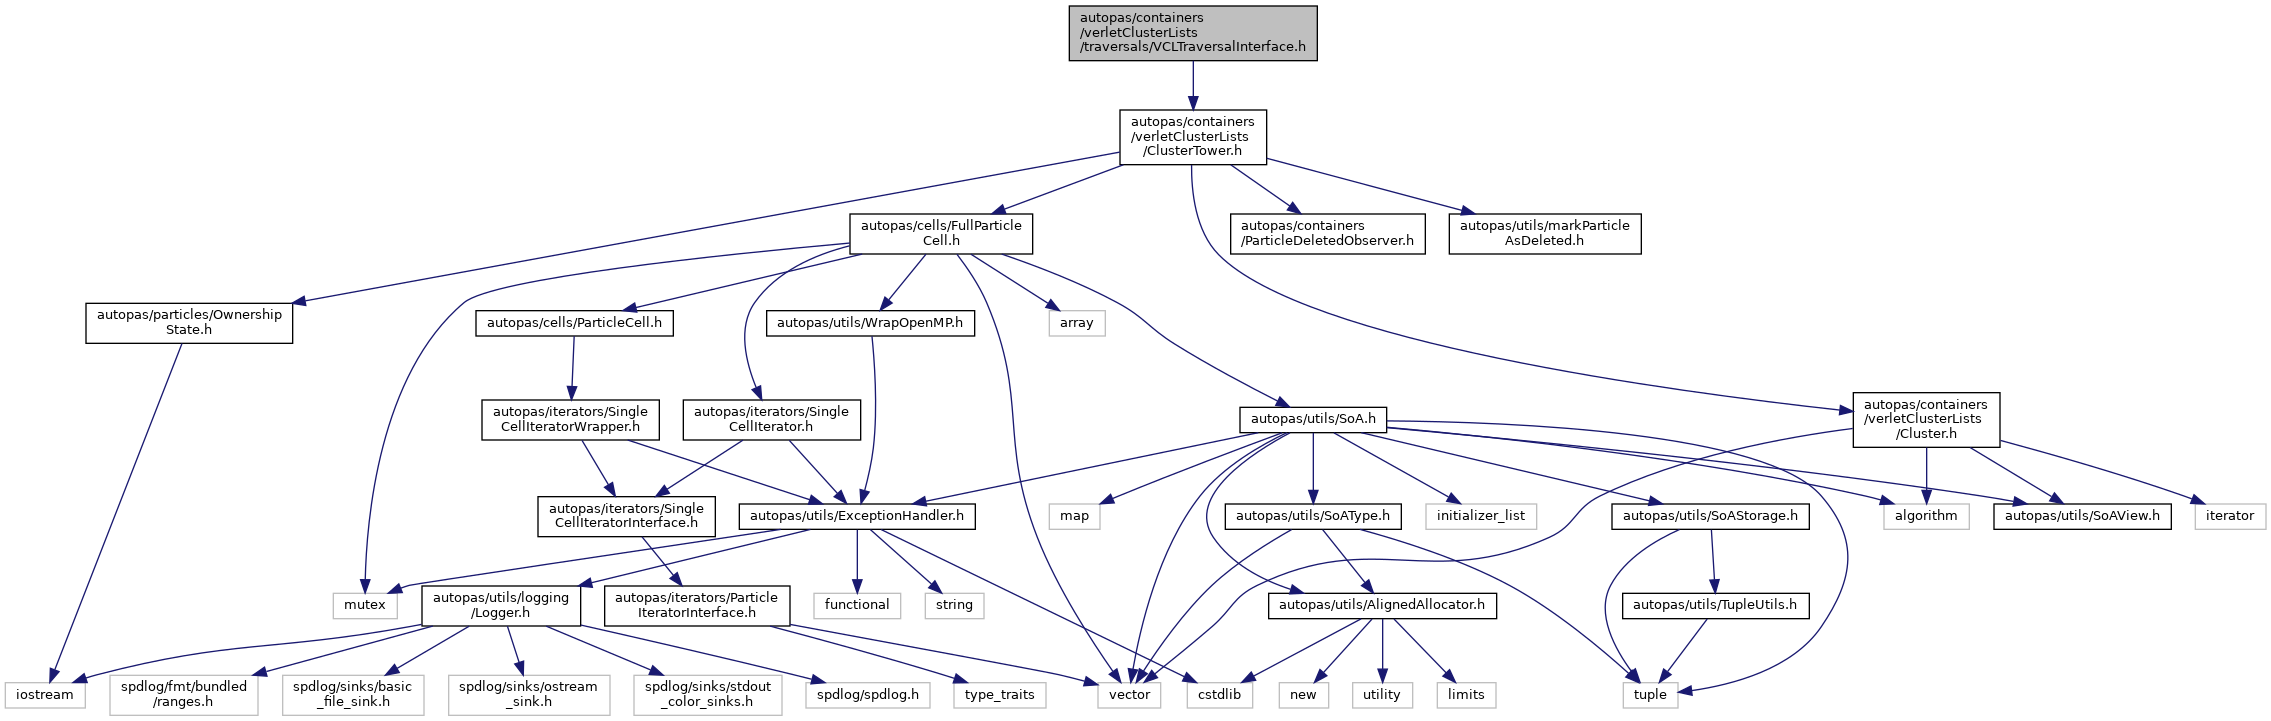 autopas/containers
/verletClusterLists
/traversals/VCLTraversalInterface.h
autopas/containers
/verletClusterLists
/ClusterTower.h
autopas/cells/FullParticle
Cell.h
autopas/containers
/ParticleDeletedObserver.h
autopas/utils/markParticle
AsDeleted.h
autopas/particles/Ownership
State.h
autopas/cells/ParticleCell.h
autopas/utils/WrapOpenMP.h
array
autopas/iterators/Single
CellIteratorWrapper.h
autopas/iterators/Single
CellIterator.h
autopas/utils/SoA.h
autopas/containers
/verletClusterLists
/Cluster.h
autopas/iterators/Single
CellIteratorInterface.h
autopas/utils/ExceptionHandler.h
map
autopas/utils/SoAType.h
initializer_list
autopas/utils/SoAStorage.h
algorithm
autopas/utils/SoAView.h
iterator
mutex
autopas/utils/logging
/Logger.h
autopas/iterators/Particle
IteratorInterface.h
functional
string
autopas/utils/AlignedAllocator.h
autopas/utils/TupleUtils.h
iostream
spdlog/fmt/bundled
/ranges.h
spdlog/sinks/basic
_file_sink.h
spdlog/sinks/ostream
_sink.h
spdlog/sinks/stdout
_color_sinks.h
spdlog/spdlog.h
type_traits
vector
cstdlib
new
utility
limits
tuple